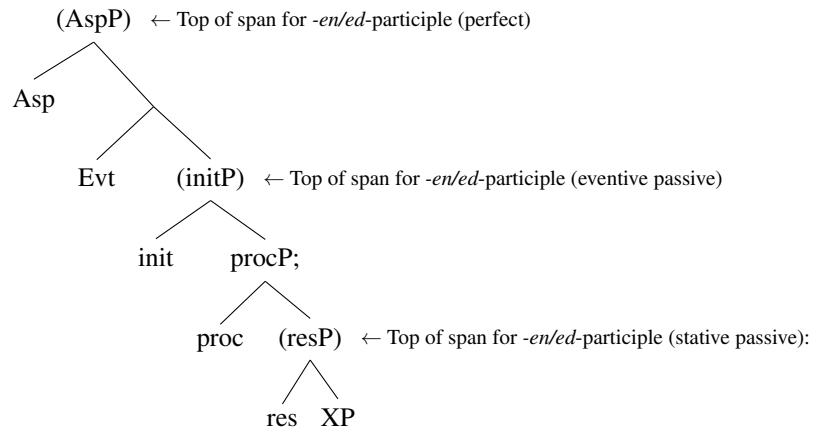 (AspP) ← Top of span for -en/ed-participle (perfect)
Asp
Evt (initP) ← Top of span for -en/ed-participle (eventive passive)
init procP;
proc (resP) ← Top of span for -en/ed-participle (stative passive):
res XP